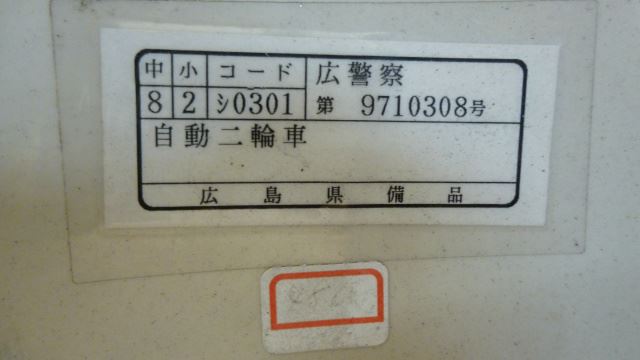 中 小 コード 広警察
8 2 ｼ0301 第 9710308号
自動二輪車
広島県備品